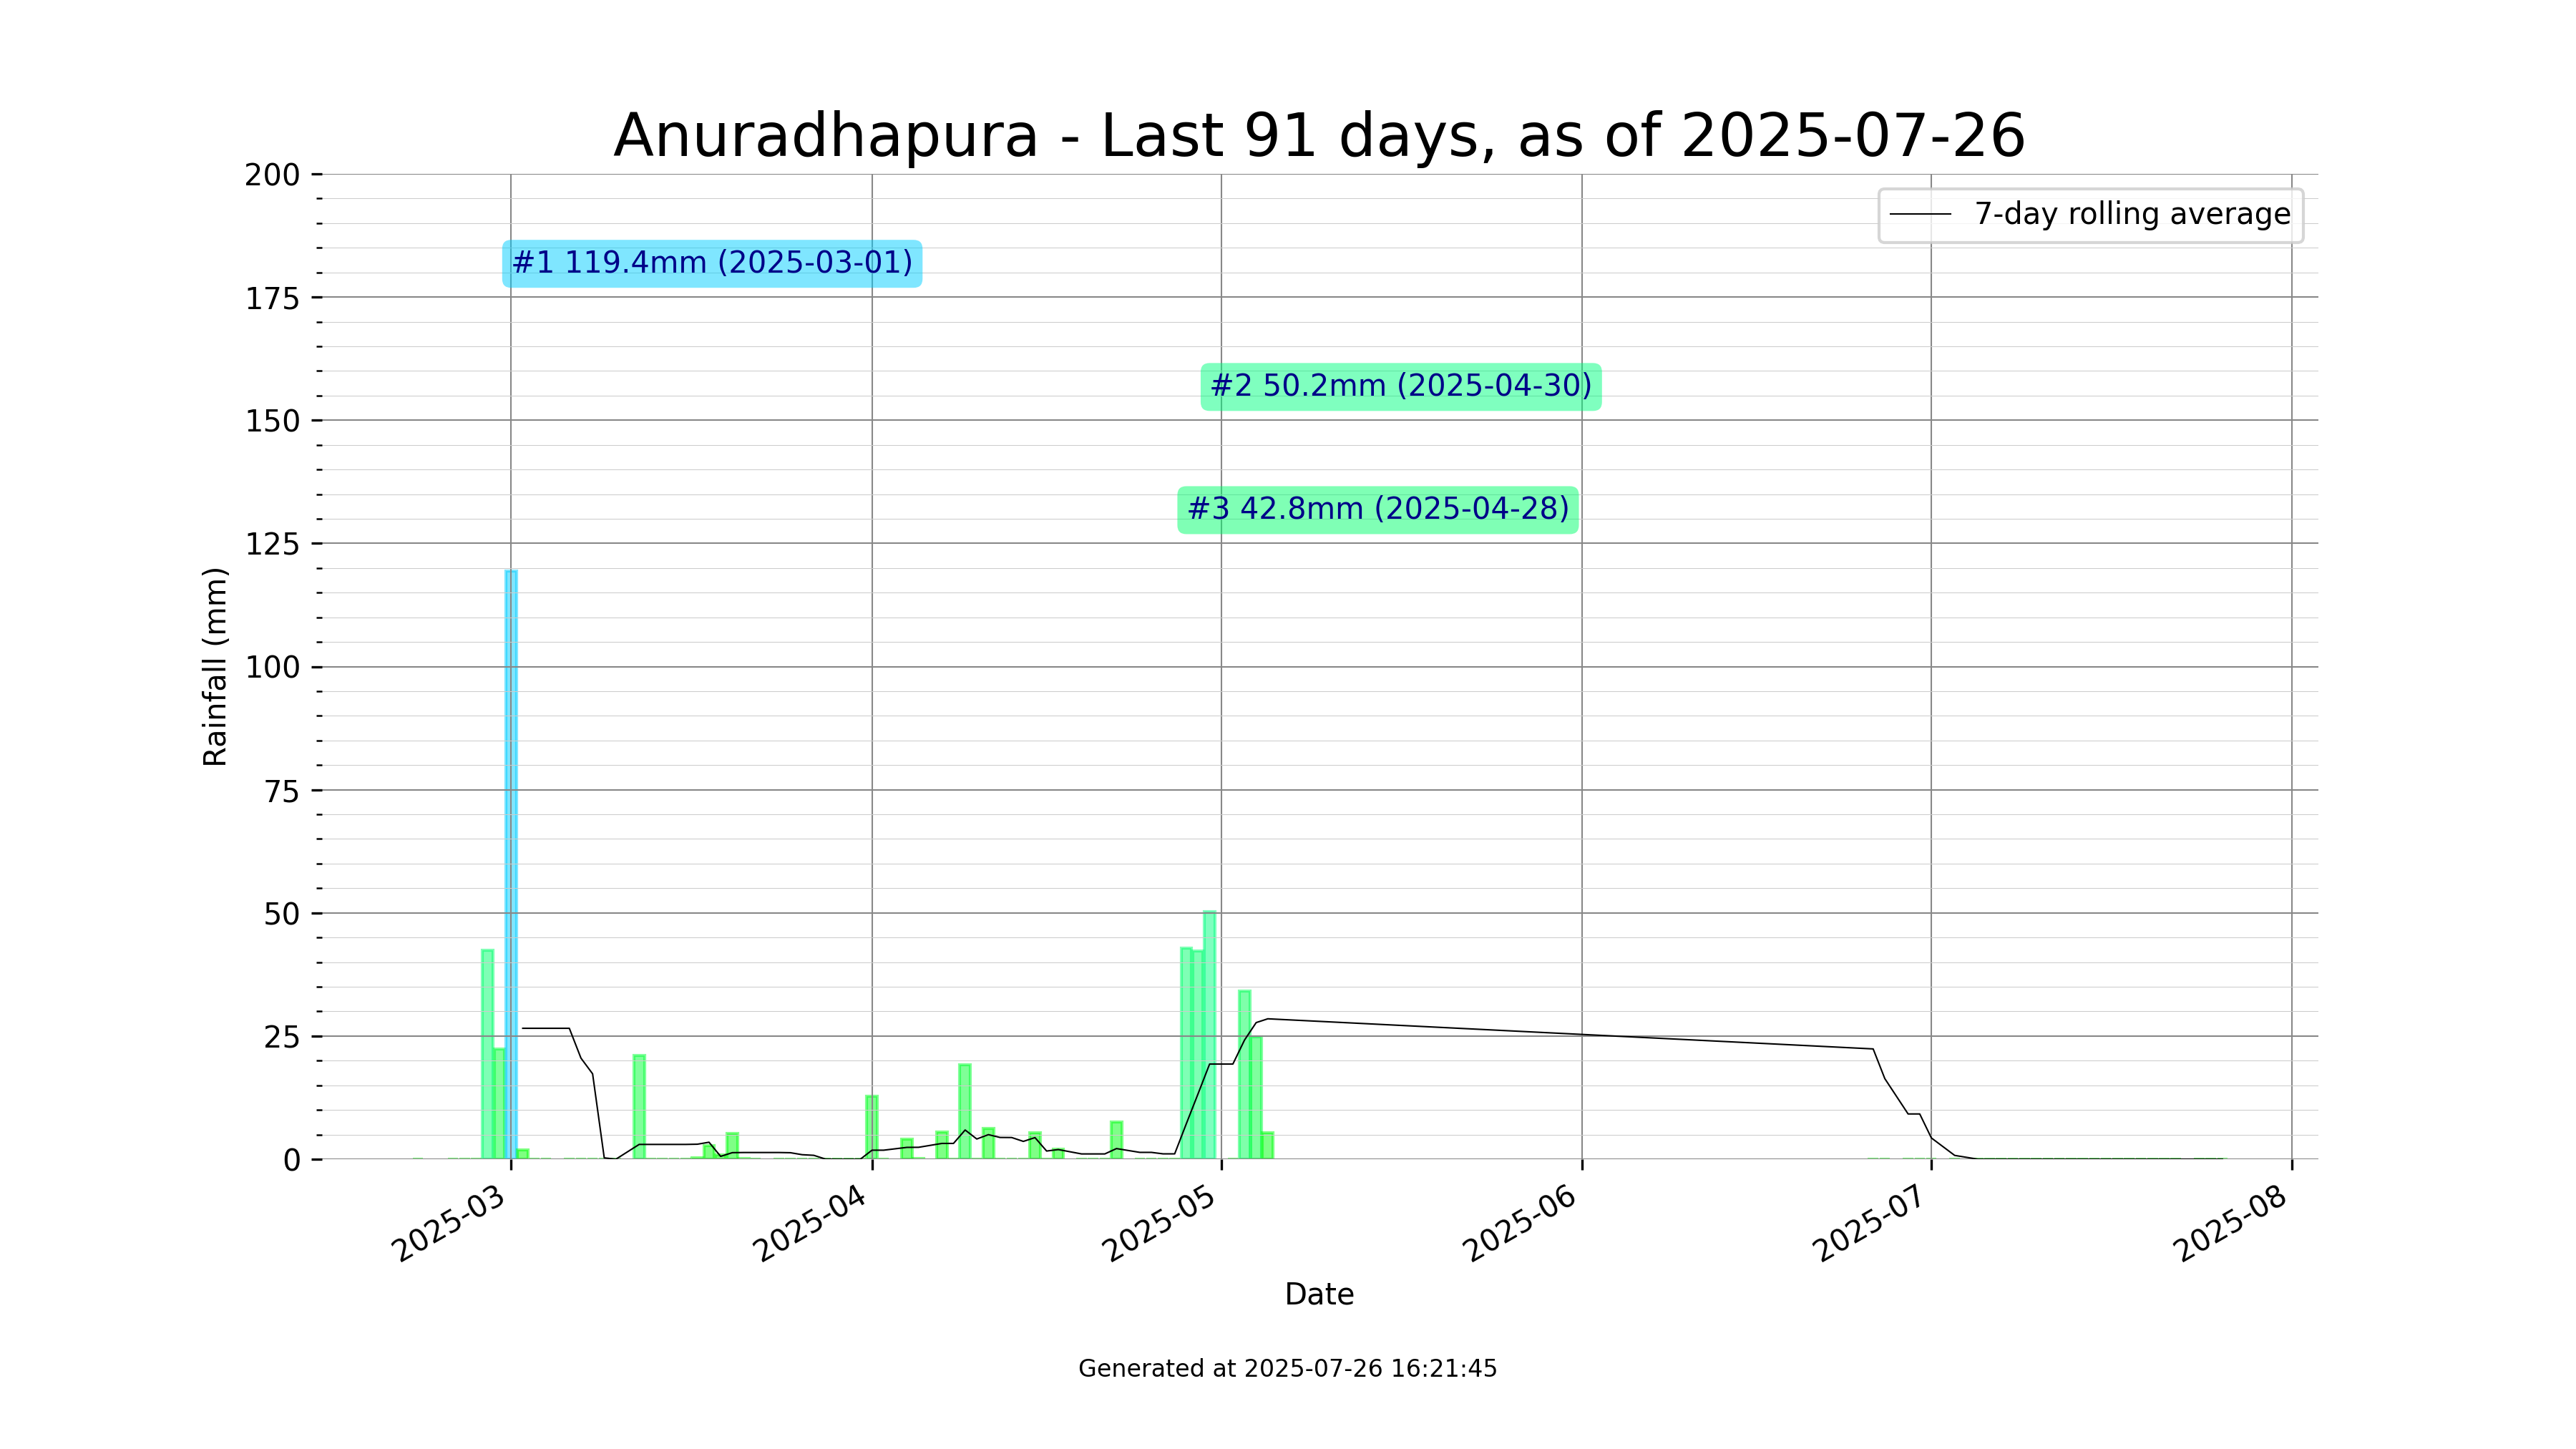 Anuradhapura - Last 91 days, as of 2025-07-26
200
175
150
125
100
75
50
25
0
Rainfall (mm)
7-day rolling average
#1 119.4mm (2025-03-01)
#2 50.2mm (2025-04-30)
#3 42.8mm (2025-04-28)
2025-03
2025-04
2025-05
2025-06
2025-07
2025-08
Date
Generated at 2025-07-26 16:21:45